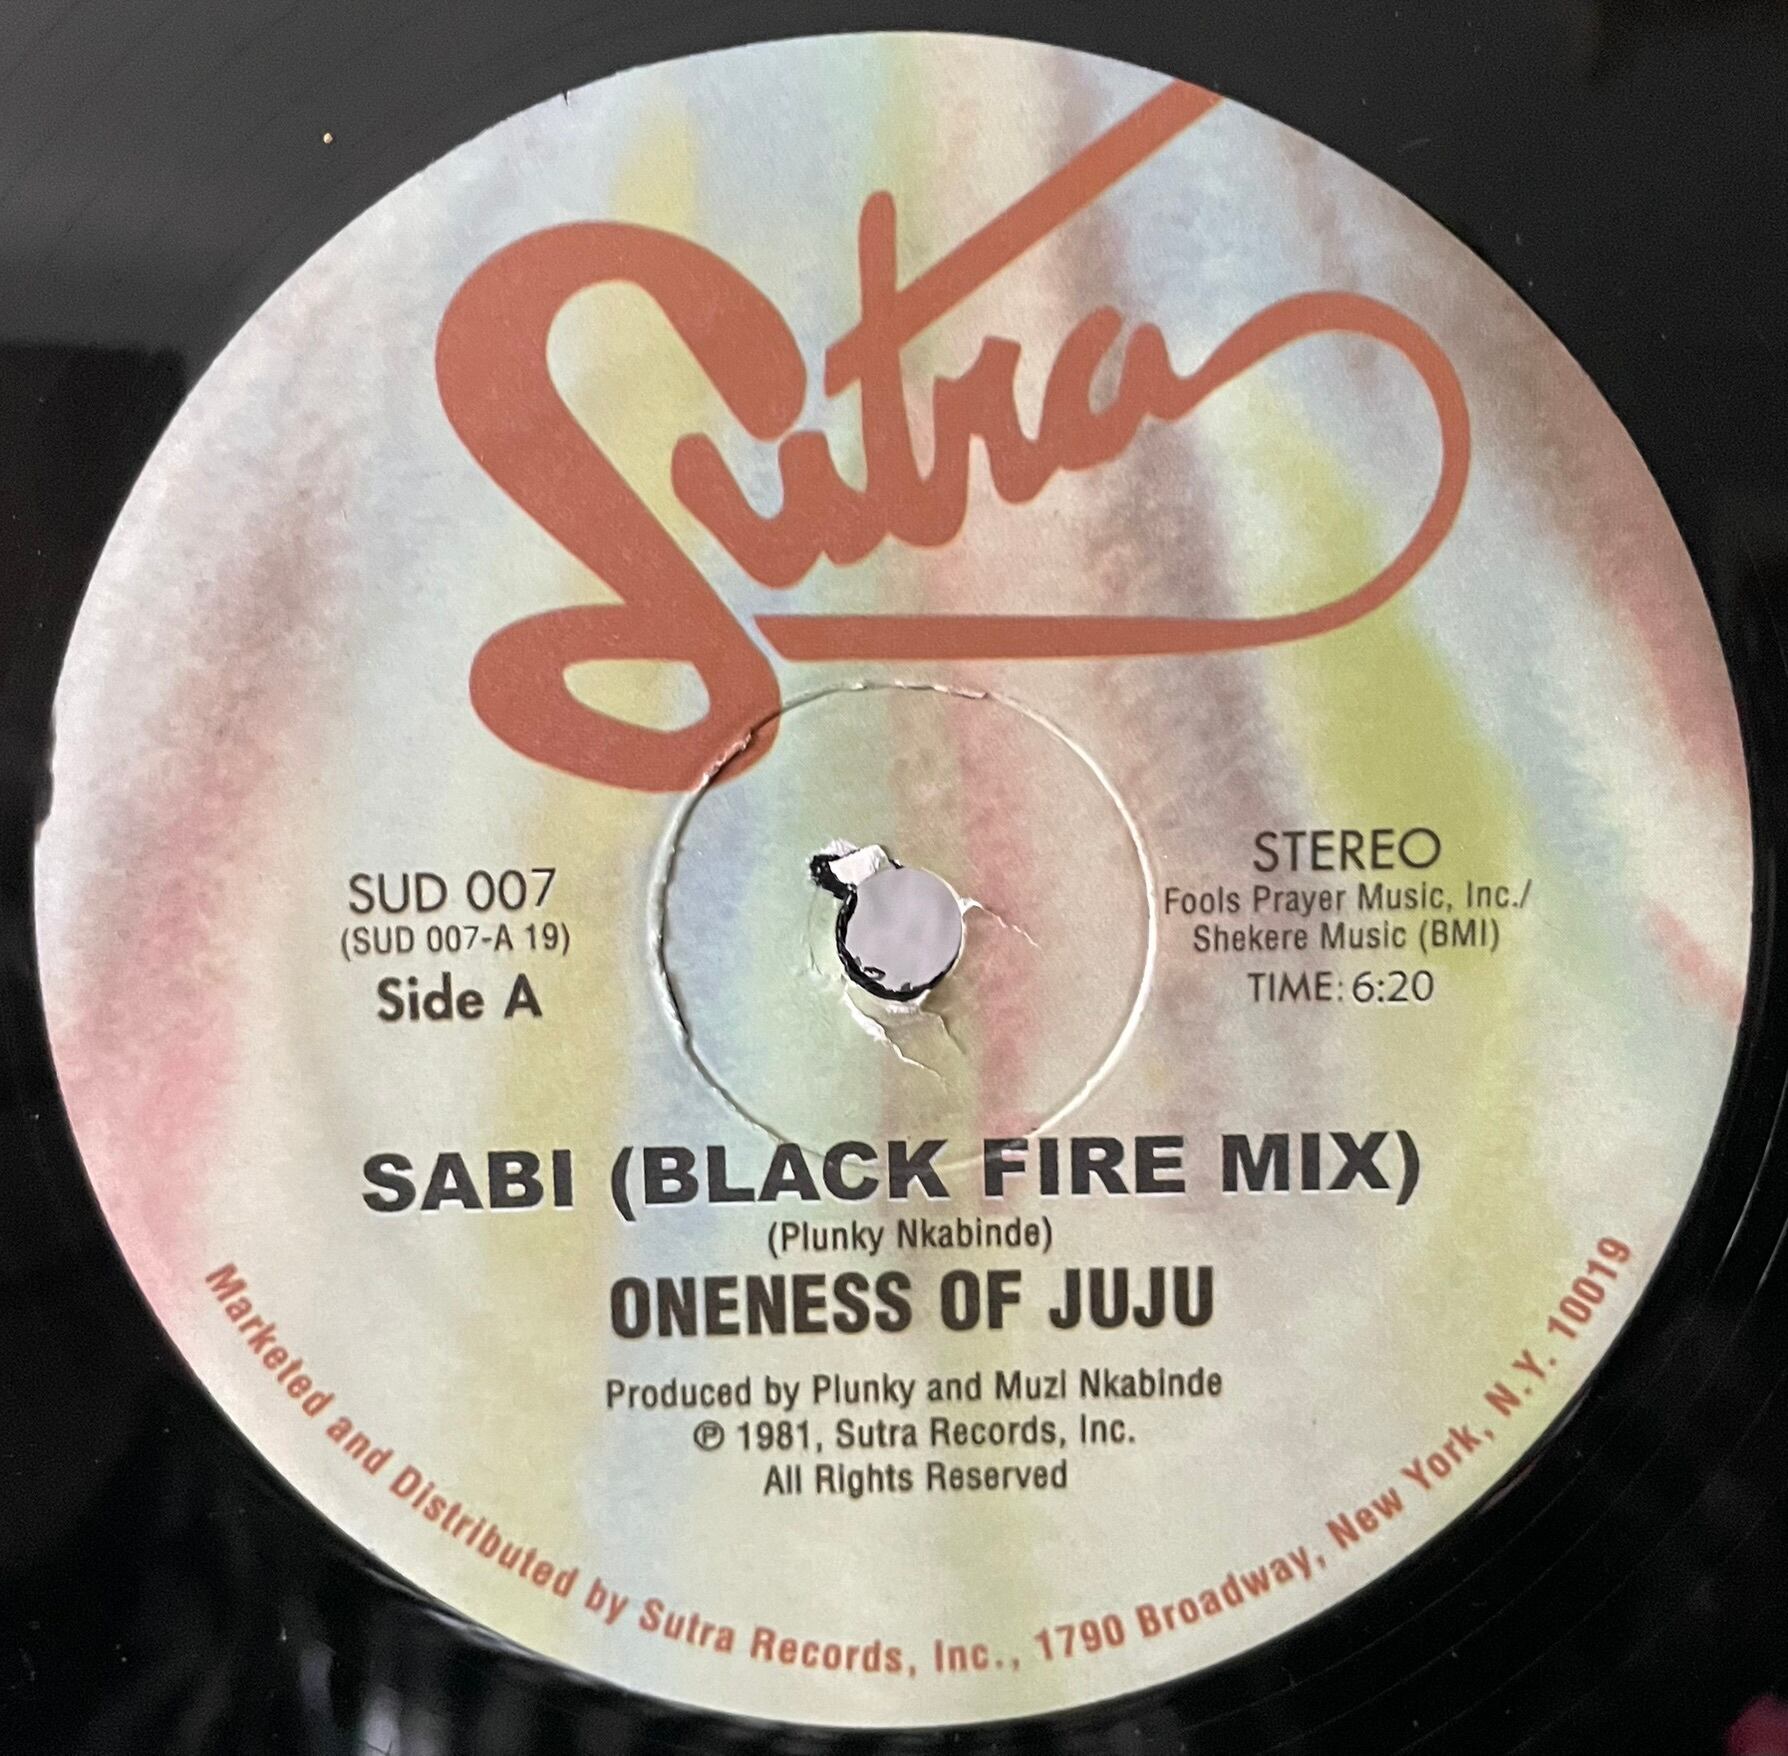 Sutra
SUD 007
(SUD 007-A 19)
Side A
STEREO
Fools Prayer Music, Inc./
Shekere Music (BMI)
TIME: 6:20
SABI (BLACK FIRE MIX)
(Plunky Nkabinde)
ONENESS OF JUJU
Produced by Plunky and Muzi Nkabinde
℗ 1981, Sutra Records, Inc.
All Rights Reserved
Marketed and Distributed by Sutra Records, Inc., 1790 Broadway, New York, N.Y. 10019